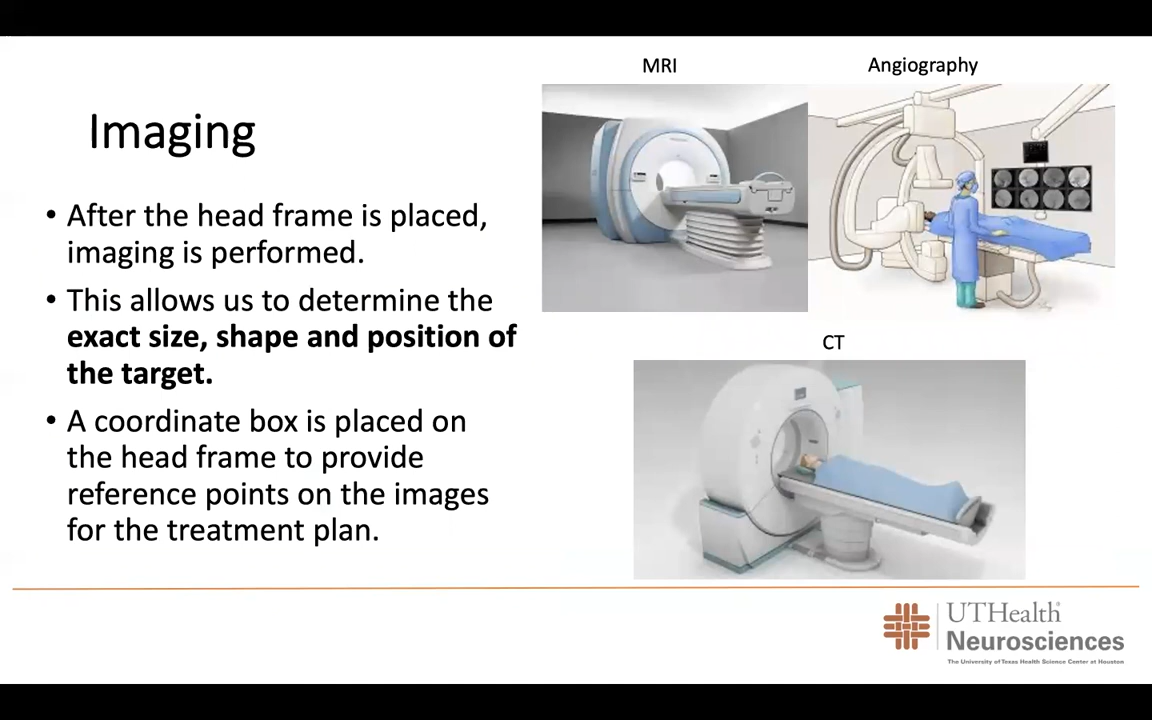 MRI
Angiography
Imaging
• After the head frame is placed,
imaging is performed.
• This allows us to determine the
exact size, shape and position of
the target.
• A coordinate box is placed on
the head frame to provide
reference points on the images
for the treatment plan.
CT
UTHealth®
Neurosciences
The University of Texas Health Science Center at Houston